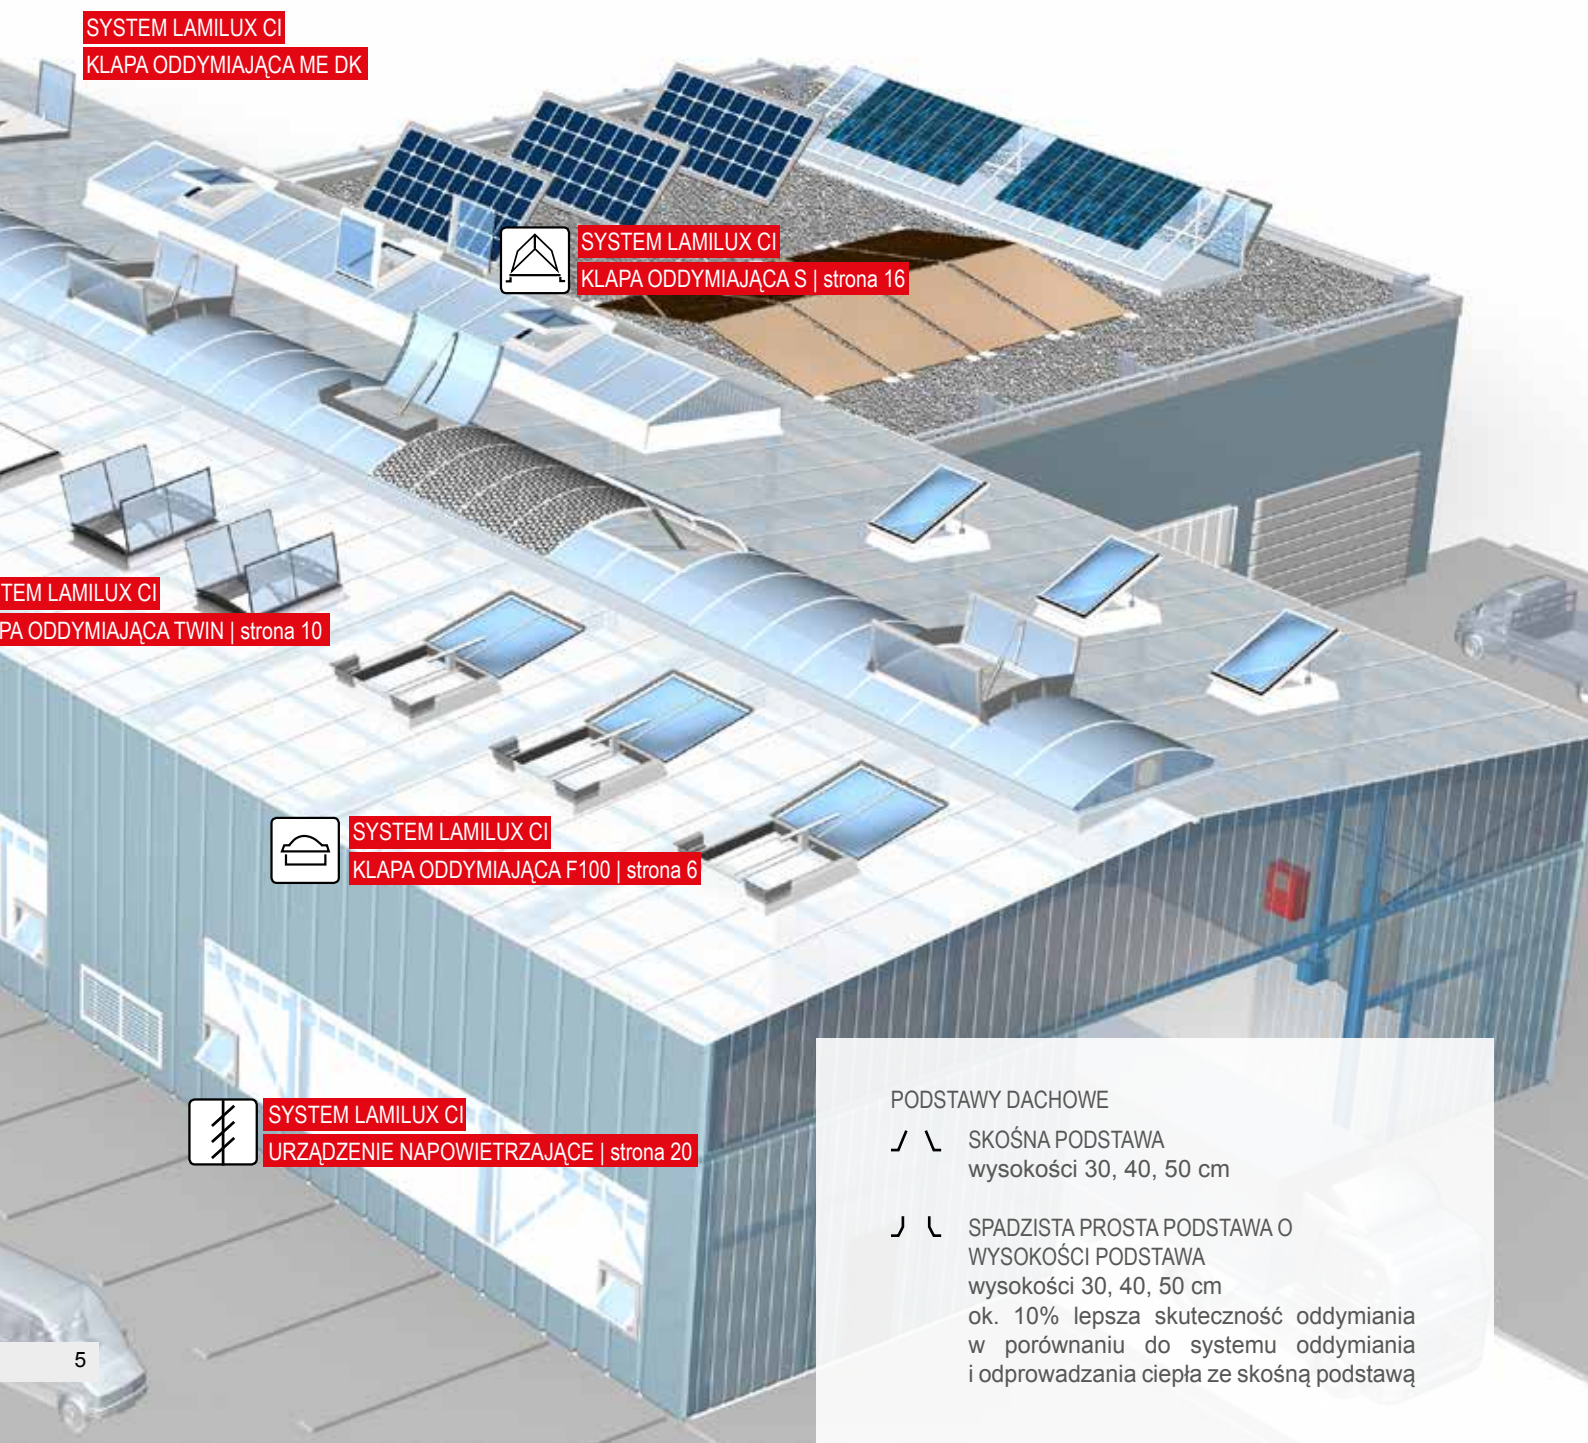 SYSTEM LAMILUX CI
KLAPA ODDYMIAJĄCA ME DK
SYSTEM LAMILUX CI
KLAPA ODDYMIAJĄCA S | strona 16
TEM LAMILUX CI
PA ODDYMIAJĄCA TWIN | strona 10
SYSTEM LAMILUX CI
KLAPA ODDYMIAJĄCA F100 | strona 6
SYSTEM LAMILUX CI
URZĄDZENIE NAPOWIETRZAJĄCE | strona 20
PODSTAWY DACHOWE
SKOŚNA PODSTAWA
wysokości 30, 40, 50 cm
SPADZISTA PROSTA PODSTAWA O
WYSOKOŚCI PODSTAWA
wysokości 30, 40, 50 cm
ok. 10% lepsza skuteczność oddymiania
w porównaniu do systemu oddymiania
i odprowadzania ciepła ze skośną podstawą
5